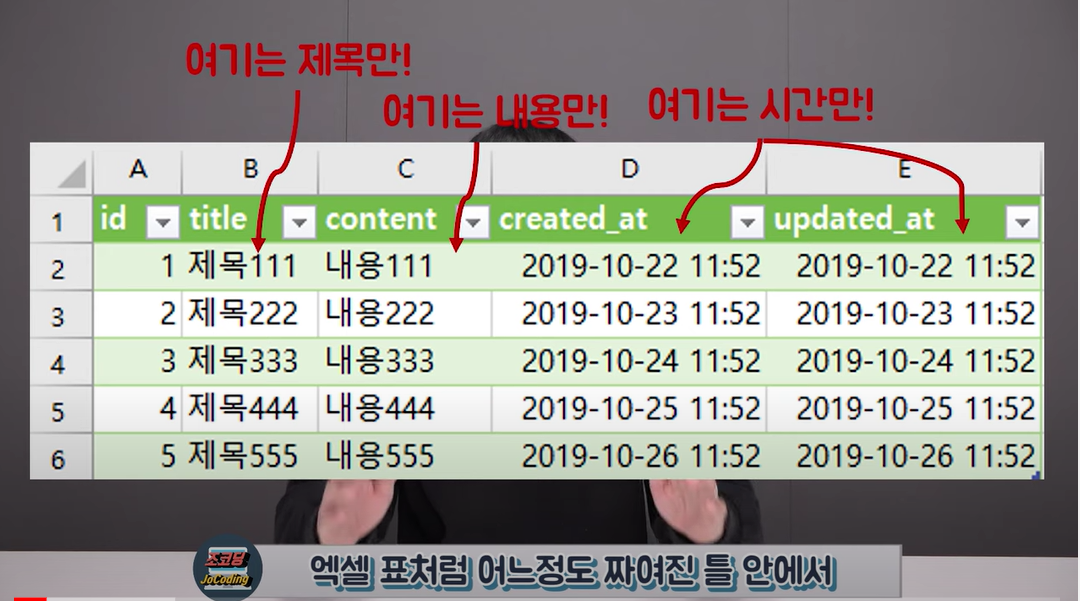 여기는 제목만!
여기는 내용만!
여기는 시간만!
A B C D E
1 id title content created_at updated_at
2 1 제목111 내용111 2019-10-22 11:52 2019-10-22 11:52
3 2 제목222 내용222 2019-10-23 11:52 2019-10-23 11:52
4 3 제목333 내용333 2019-10-24 11:52 2019-10-24 11:52
5 4 제목444 내용444 2019-10-25 11:52 2019-10-25 11:52
6 5 제목555 내용555 2019-10-26 11:52 2019-10-26 11:52
조코딩
JoCoding
엑셀 표처럼 어느정도 짜여진 틀 안에서